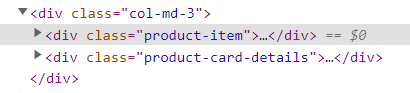 ▼<div class="col-md-3">
▶<div class="product-item">…</div> == $0
▶<div class="product-card-details">…</div>
</div>